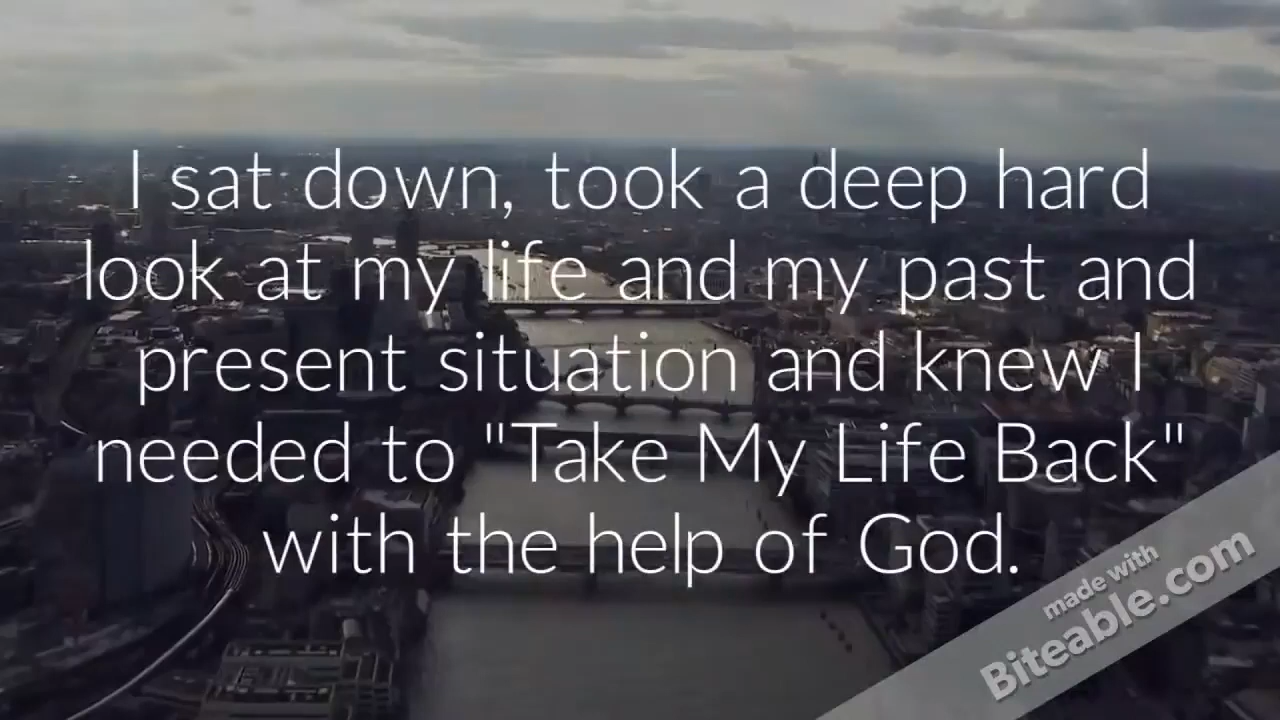 I sat down, took a deep hard
look at my life and my past and
present situation and knew I
needed to "Take My Life Back"
with the help of God.
made with
Biteable.com